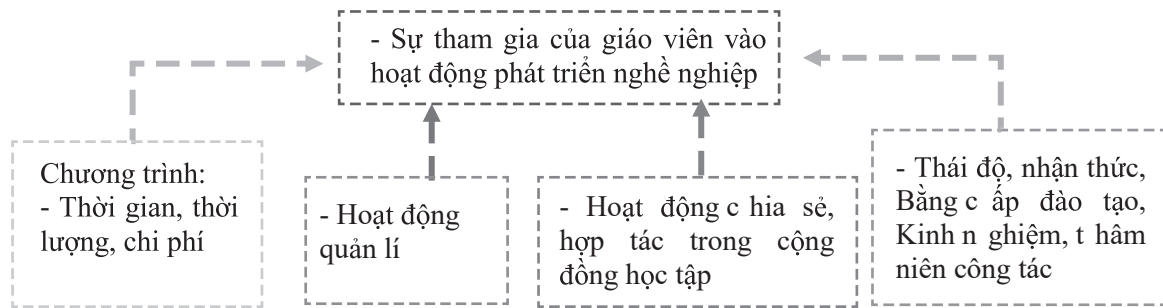 - Sự tham gia của giáo viên vào
hoạt động phát triển nghề nghiệp
Chương trình:
- Thời gian, thời
lượng, chi phí
- Hoạt động
quản lí
- Hoạt động c hia sẻ,
hợp tác trong cộng
đồng học tập
- Thái độ, nhận thức,
Bằng c ấp đào tạo,
Kinh n ghiệm, t hâm
niên công tác